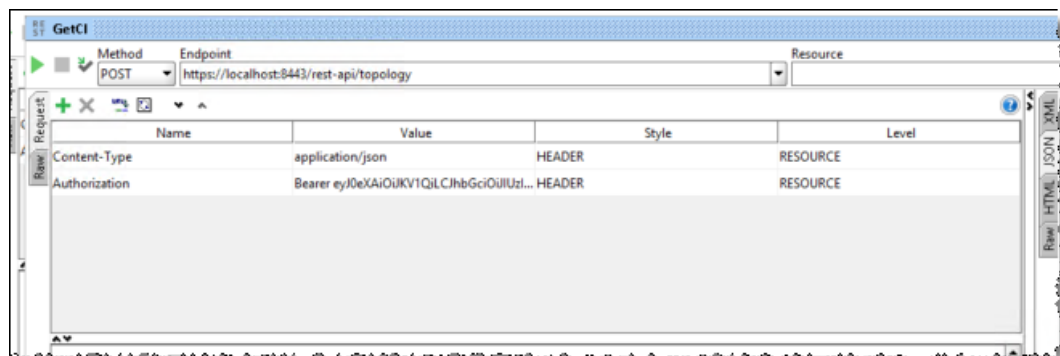 REST GetCI
Method Endpoint Resource
POST https://localhost:8443/rest-api/topology
Request
Raw
Name Value Style Level
Content-Type application/json HEADER RESOURCE
Authorization Bearer eyJ0eXAiOiJKV1QiLCJhbGciOiJIUzI... HEADER RESOURCE
XML
JSON
HTML
Raw